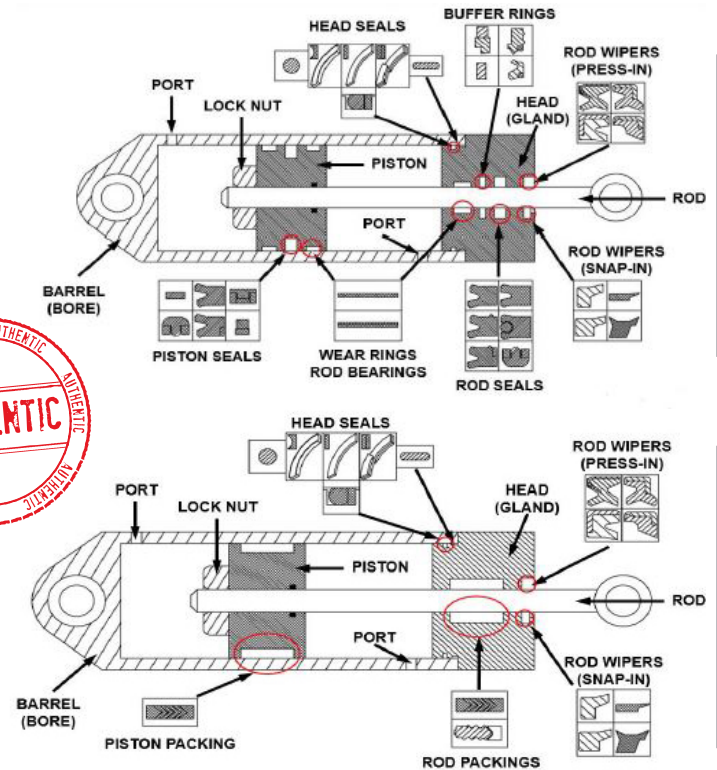 HEAD SEALS
BUFFER RINGS
ROD WIPERS
(PRESS-IN)
PORT
LOCK NUT
HEAD
(GLAND)
PISTON
ROD
PORT
ROD WIPERS
(SNAP-IN)
BARREL
(BORE)
PISTON SEALS
WEAR RINGS
ROD BEARINGS
ROD SEALS
AUTHENTIC
AUTHENTIC
HEAD SEALS
ROD WIPERS
(PRESS-IN)
PORT
LOCK NUT
HEAD
(GLAND)
PISTON
ROD
PORT
ROD WIPERS
(SNAP-IN)
BARREL
(BORE)
PISTON PACKING
ROD PACKINGS